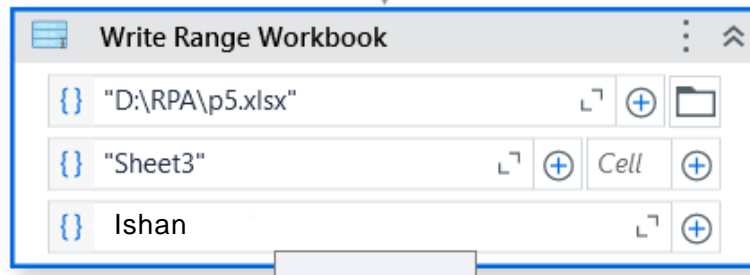 Write Range Workbook
"D:\RPA\p5.xlsx"
"Sheet3" Cell
Ishan